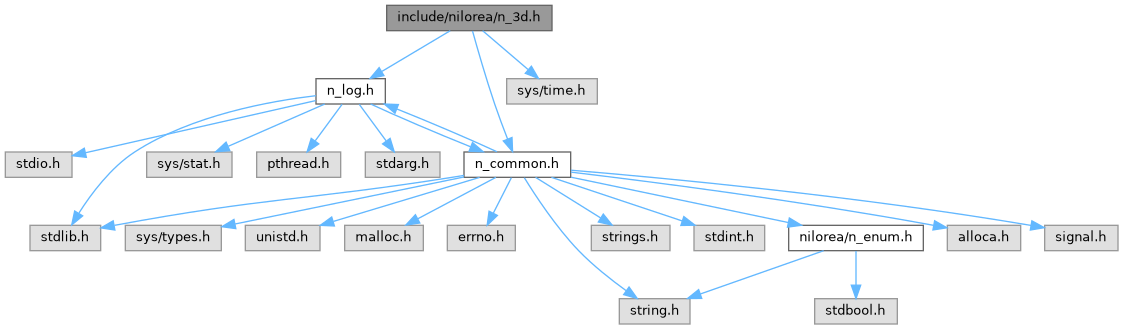 include/nilorea/n_3d.h
n_log.h
sys/time.h
stdio.h
sys/stat.h
pthread.h
stdarg.h
n_common.h
stdlib.h
sys/types.h
unistd.h
malloc.h
errno.h
strings.h
stdint.h
nilorea/n_enum.h
alloca.h
signal.h
string.h
stdbool.h